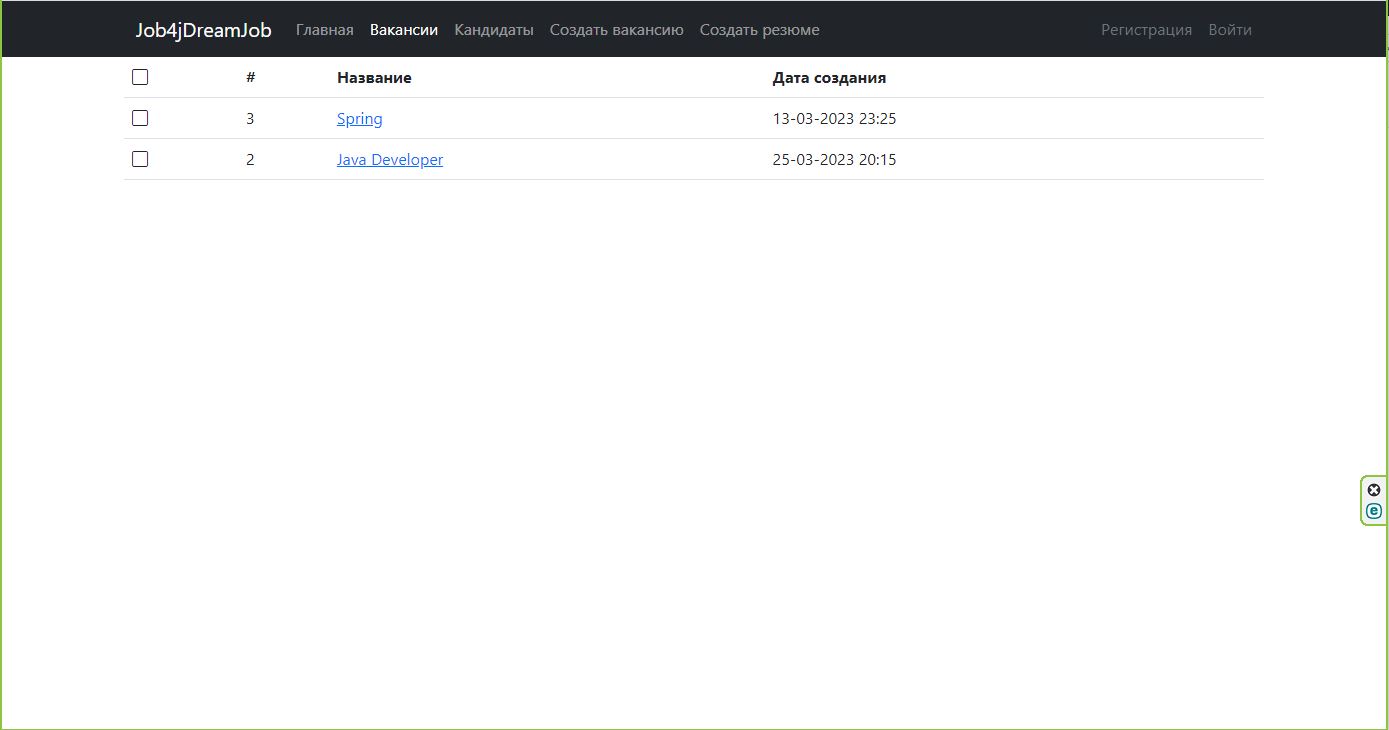 Job4jDreamJob Главная Вакансии Кандидаты Создать вакансию Создать резюме Регистрация Войти
# Название Дата создания
3 Spring 13-03-2023 23:25
2 Java Developer 25-03-2023 20:15
e